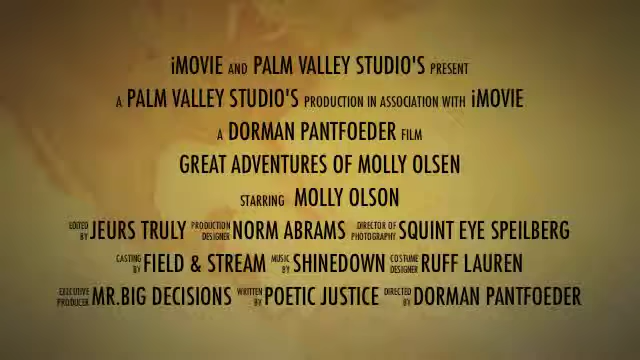 iMOVIE AND PALM VALLEY STUDIO'S PRESENT
A PALM VALLEY STUDIO'S PRODUCTION IN ASSOCIATION WITH iMOVIE
A DORMAN PANTFOEDER FILM
GREAT ADVENTURES OF MOLLY OLSEN
STARRING MOLLY OLSON
EDITED BY JEURS TRULY PRODUCTION DESIGNER NORM ABRAMS DIRECTOR OF PHOTOGRAPHY SQUINT EYE SPEILBERG
CASTING BY FIELD & STREAM MUSIC BY SHINEDOWN COSTUME DESIGNER RUFF LAUREN
EXECUTIVE PRODUCER MR.BIG DECISIONS WRITTEN BY POETIC JUSTICE DIRECTED BY DORMAN PANTFOEDER